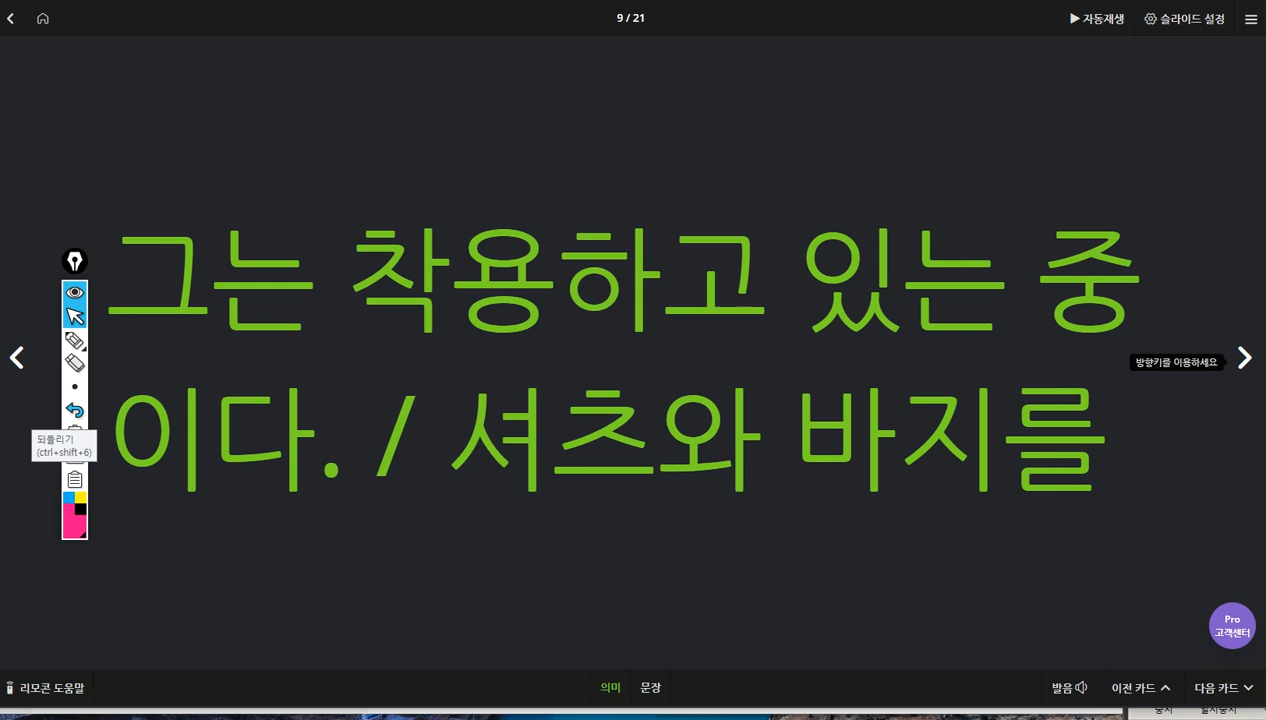 9 / 21
자동재생
슬라이드 설정
그는 착용하고 있는 중
이다. / 셔츠와 바지를
방향키를 이용하세요
되돌리기
(ctrl+shift+6)
Pro
고객센터
리모콘 도움말
의미
문장
발음
이전 카드
다음 카드